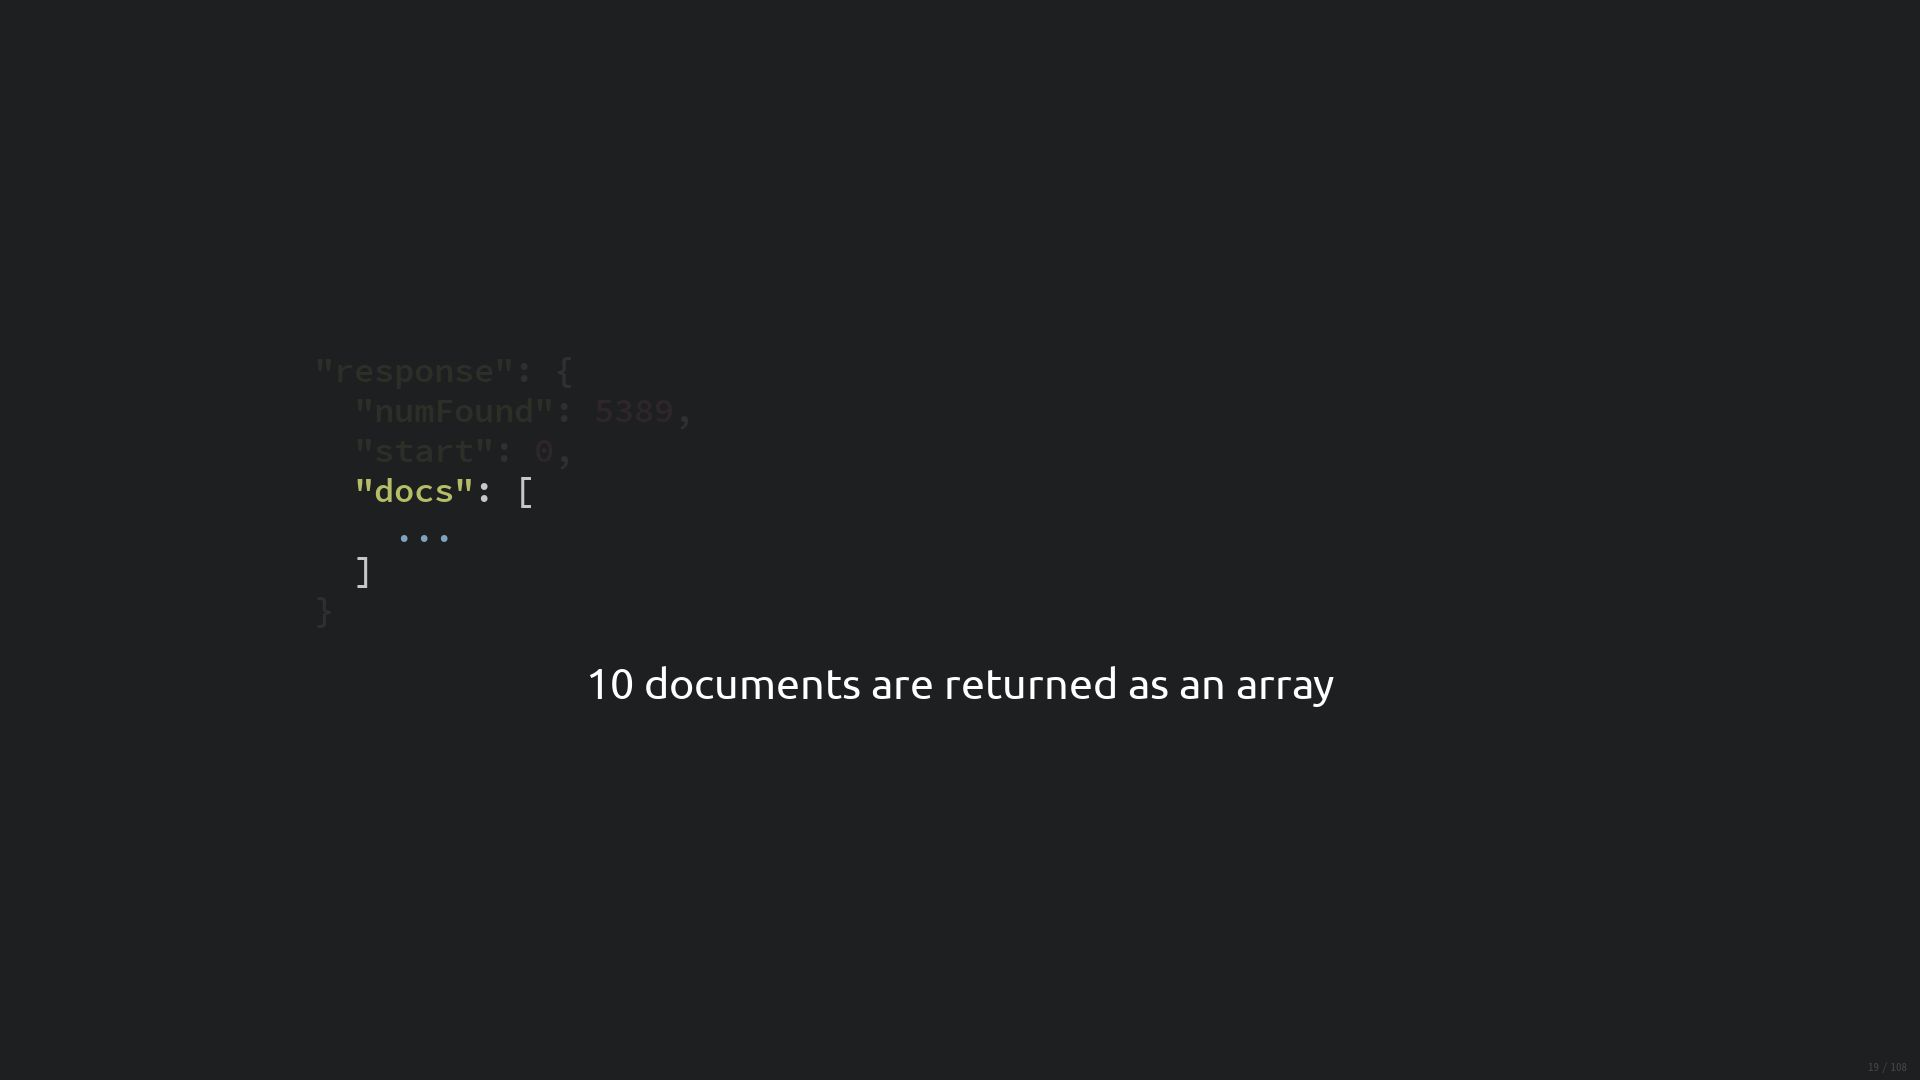 "response": {
"numFound": 5389,
"start": 0,
"docs": [
...
]
}
10 documents are returned as an array
19 / 108